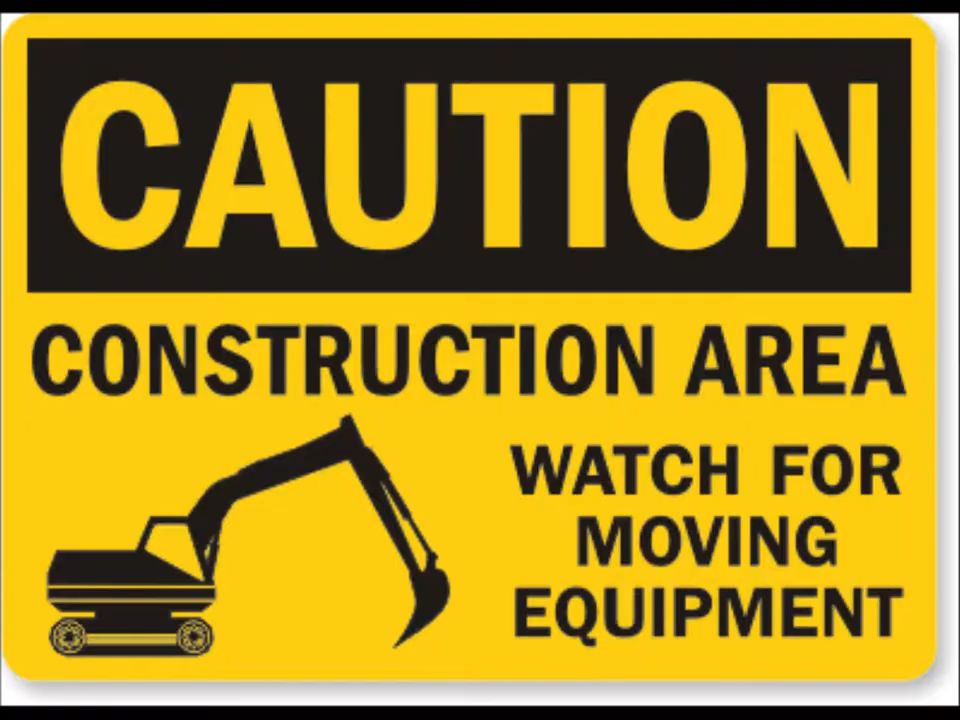 CAUTION
CONSTRUCTION AREA
WATCH FOR
MOVING
EQUIPMENT